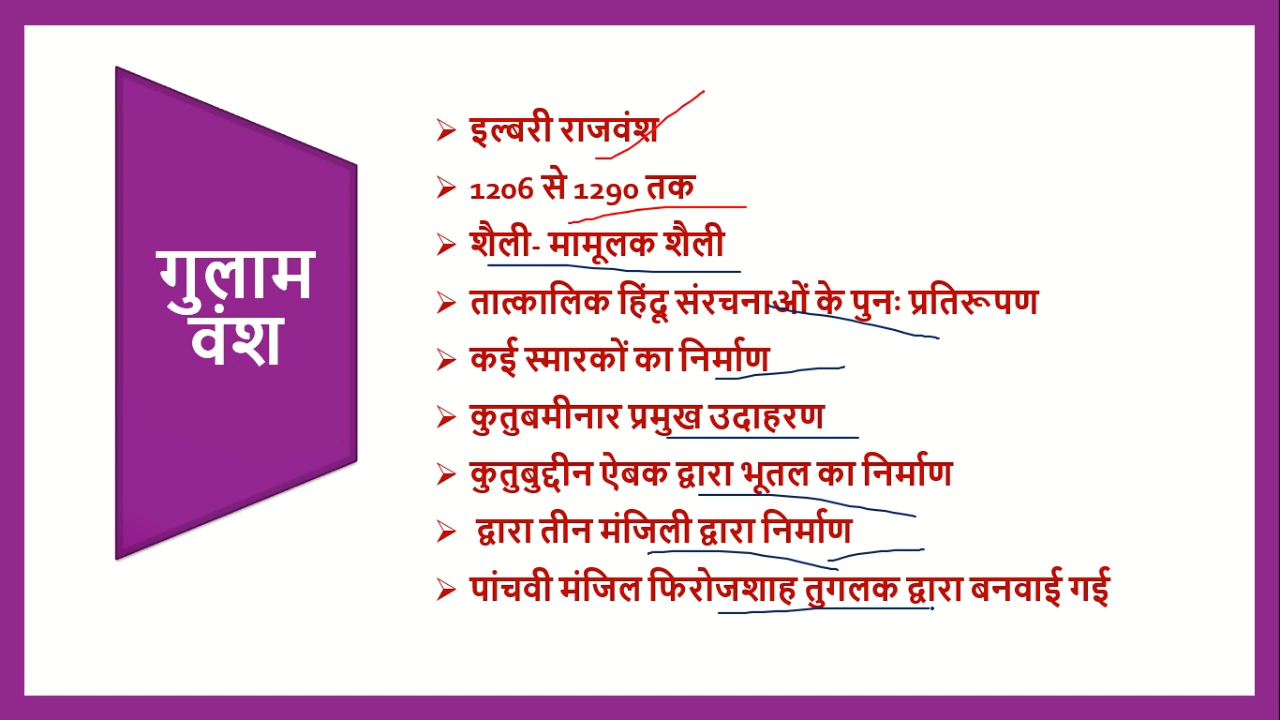 गुलाम
वंश
इल्बरी राजवंश
1206 से 1290 तक
शैली- मामूलक शैली
तात्कालिक हिंदू संरचनाओं के पुनः प्रतिरूपण
कई स्मारकों का निर्माण
कुतुबमीनार प्रमुख उदाहरण
कुतुबुद्दीन ऐबक द्वारा भूतल का निर्माण
द्वारा तीन मंजिली द्वारा निर्माण
पांचवी मंजिल फिरोजशाह तुगलक द्वारा बनवाई गई